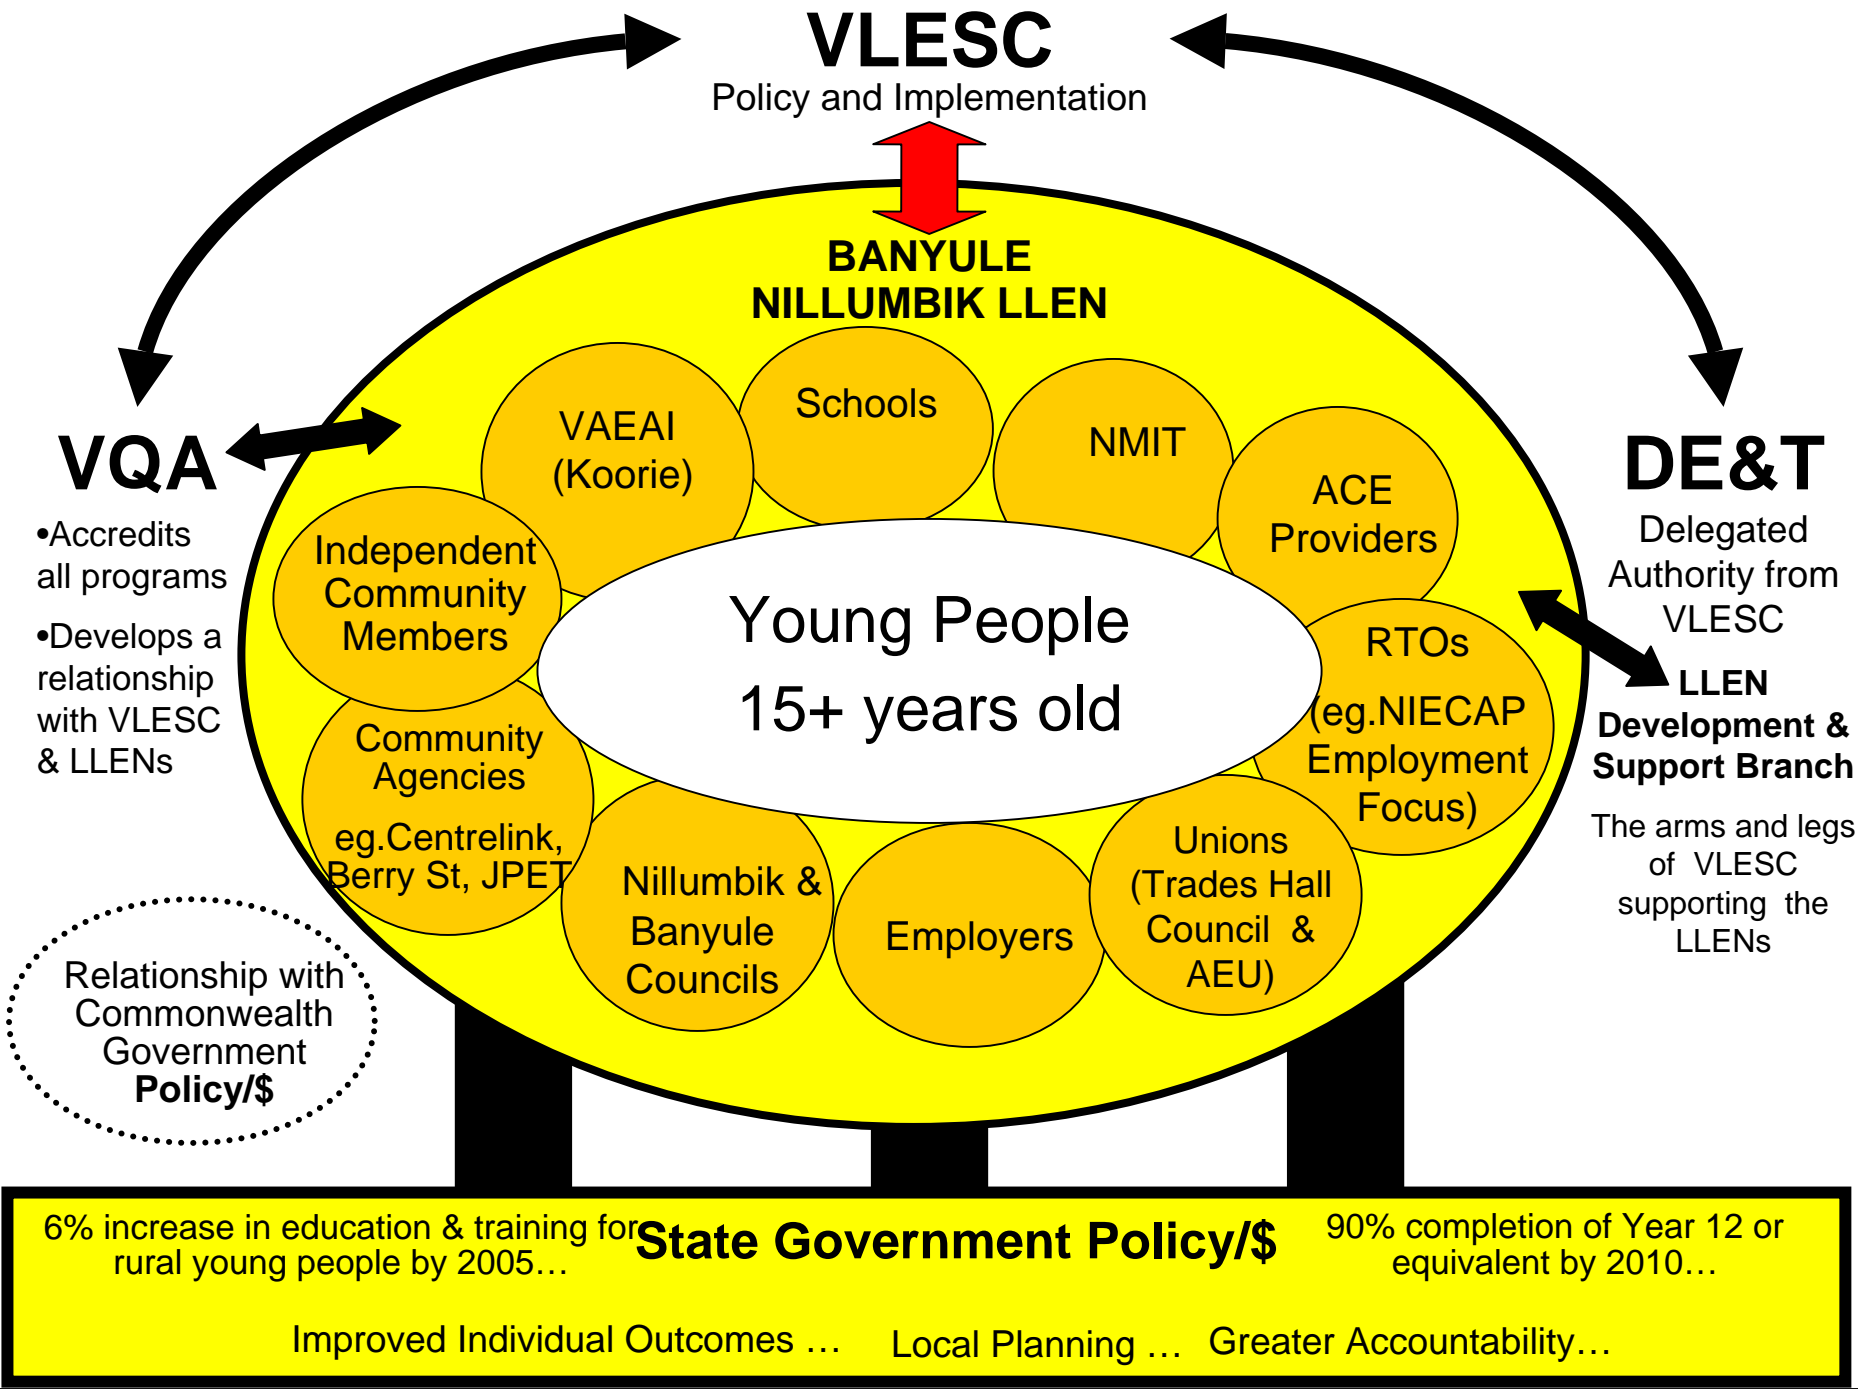 VLESC
Policy and Implementation
BANYULE
NILLUMBIK LLEN
VQA
•Accredits
all programs
•Develops a
relationship
with VLESC
& LLENs
VAEAI
(Koorie)
Schools
NMIT
ACE
Providers
Independent
Community
Members
Young People
15+ years old
RTOs
(eg.NIECAP
Employment
Focus)
Community
Agencies
eg.Centrelink,
Berry St, JPET
Nillumbik &
Banyule
Councils
Employers
Unions
(Trades Hall
Council &
AEU)
DE&T
Delegated
Authority from
VLESC
LLEN
Development &
Support Branch
The arms and legs
of VLESC
supporting the
LLENs
Relationship with
Commonwealth
Government
Policy/$
6% increase in education & training for
rural young people by 2005…
State Government Policy/$
90% completion of Year 12 or
equivalent by 2010…
Improved Individual Outcomes …
Local Planning …
Greater Accountability…